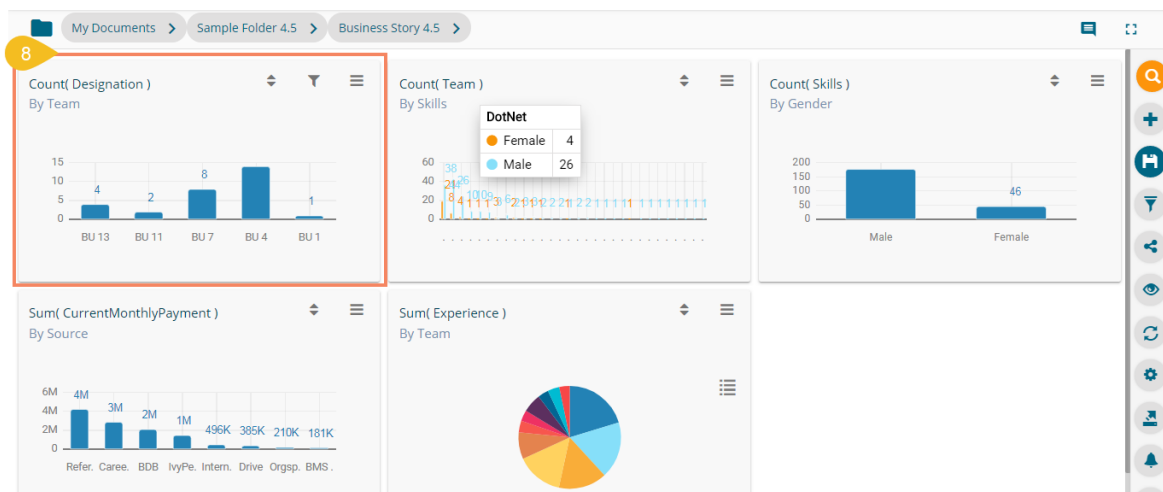 My Documents > Sample Folder 4.5 > Business Story 4.5 >
8
Count( Designation )
By Team
15
10
5
0
4
2
8
1
BU 13 BU 11 BU 7 BU 4 BU 1
Count( Team )
By Skills
DotNet
Female 4
Male 26
60
40
20
0
38
26
8
4
Count( Skills )
By Gender
200
150
100
50
0
46
Male Female
Sum( CurrentMonthlyPayment )
By Source
6M
4M
2M
0
4M 3M 2M 1M 496K 385K 210K 181K
Refer. Caree. BDB IvyPe. Intern. Drive Orgsp. BMS .
Sum( Experience )
By Team